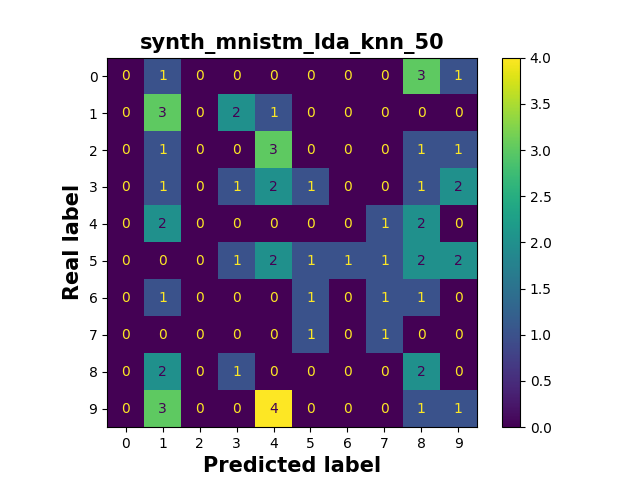 synth_mnistm_lda_knn_50
0 0 1 0 0 0 0 0 0 3 1
1 0 3 0 2 1 0 0 0 0 0
2 0 1 0 0 3 0 0 0 1 1
3 0 1 0 1 2 1 0 0 1 2
4 0 2 0 0 0 0 0 1 2 0
5 0 0 0 1 2 1 1 1 2 2
6 0 1 0 0 0 1 0 1 1 0
7 0 0 0 0 0 1 0 1 0 0
8 0 2 0 1 0 0 0 0 2 0
9 0 3 0 0 4 0 0 0 1 1
0 1 2 3 4 5 6 7 8 9
Predicted label
Real label
4.0
3.5
3.0
2.5
2.0
1.5
1.0
0.5
0.0